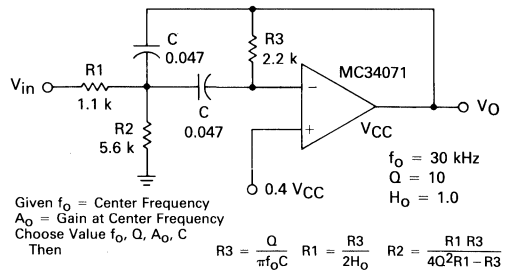 C
0.047
R3
2.2 k
MC34071
Vin
R1
1.1 k
C
0.047
−
+
VCC
VO
R2
5.6 k
0.4 VCC
fo = 30 kHz
Q = 10
Ho = 1.0
Given fo = Center Frequency
Ao = Gain at Center Frequency
Choose Value fo, Q, Ao, C
Then
R3 = Q / πfoC R1 = R3 / 2Ho R2 = R1 R3 / 4Q²R1 – R3